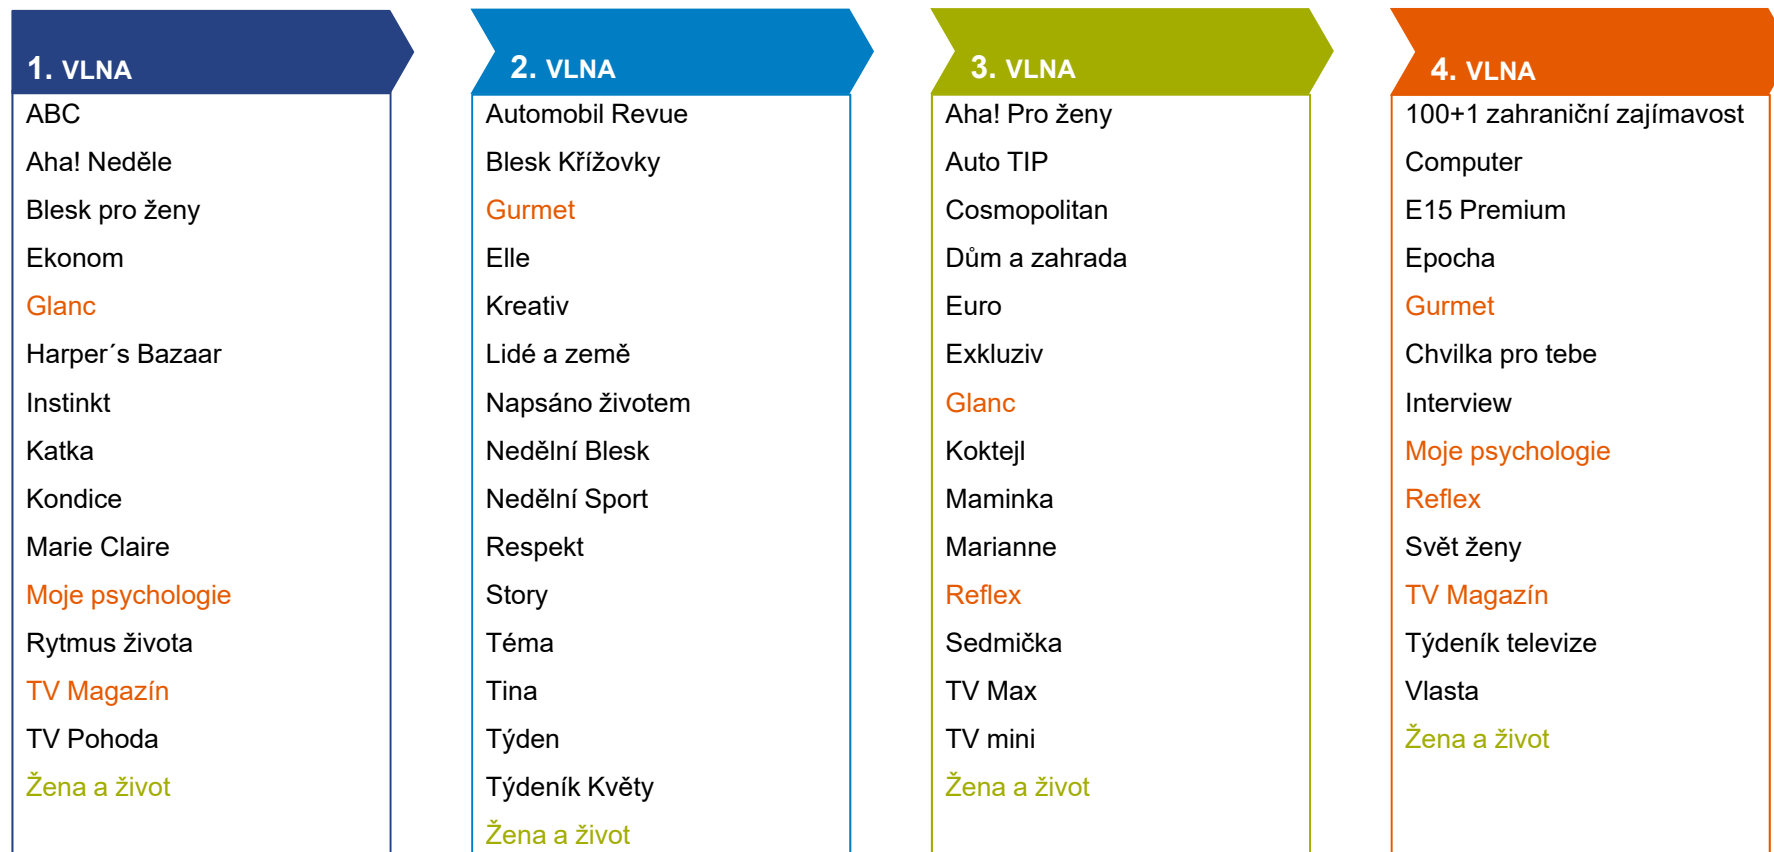 1. VLNA
ABC
Aha! Neděle
Blesk pro ženy
Ekonom
Glanc
Harper´s Bazaar
Instinkt
Katka
Kondice
Marie Claire
Moje psychologie
Rytmus života
TV Magazín
TV Pohoda
Žena a život
2. VLNA
Automobil Revue
Blesk Křížovky
Gurmet
Elle
Kreativ
Lidé a země
Napsáno životem
Nedělní Blesk
Nedělní Sport
Respekt
Story
Téma
Tina
Týden
Týdeník Květy
Žena a život
3. VLNA
Aha! Pro ženy
Auto TIP
Cosmopolitan
Dům a zahrada
Euro
Exkluziv
Glanc
Koktejl
Maminka
Marianne
Reflex
Sedmička
TV Max
TV mini
Žena a život
4. VLNA
100+1 zahraniční zajímavost
Computer
E15 Premium
Epocha
Gurmet
Chvilka pro tebe
Interview
Moje psychologie
Reflex
Svět ženy
TV Magazín
Týdeník televize
Vlasta
Žena a život